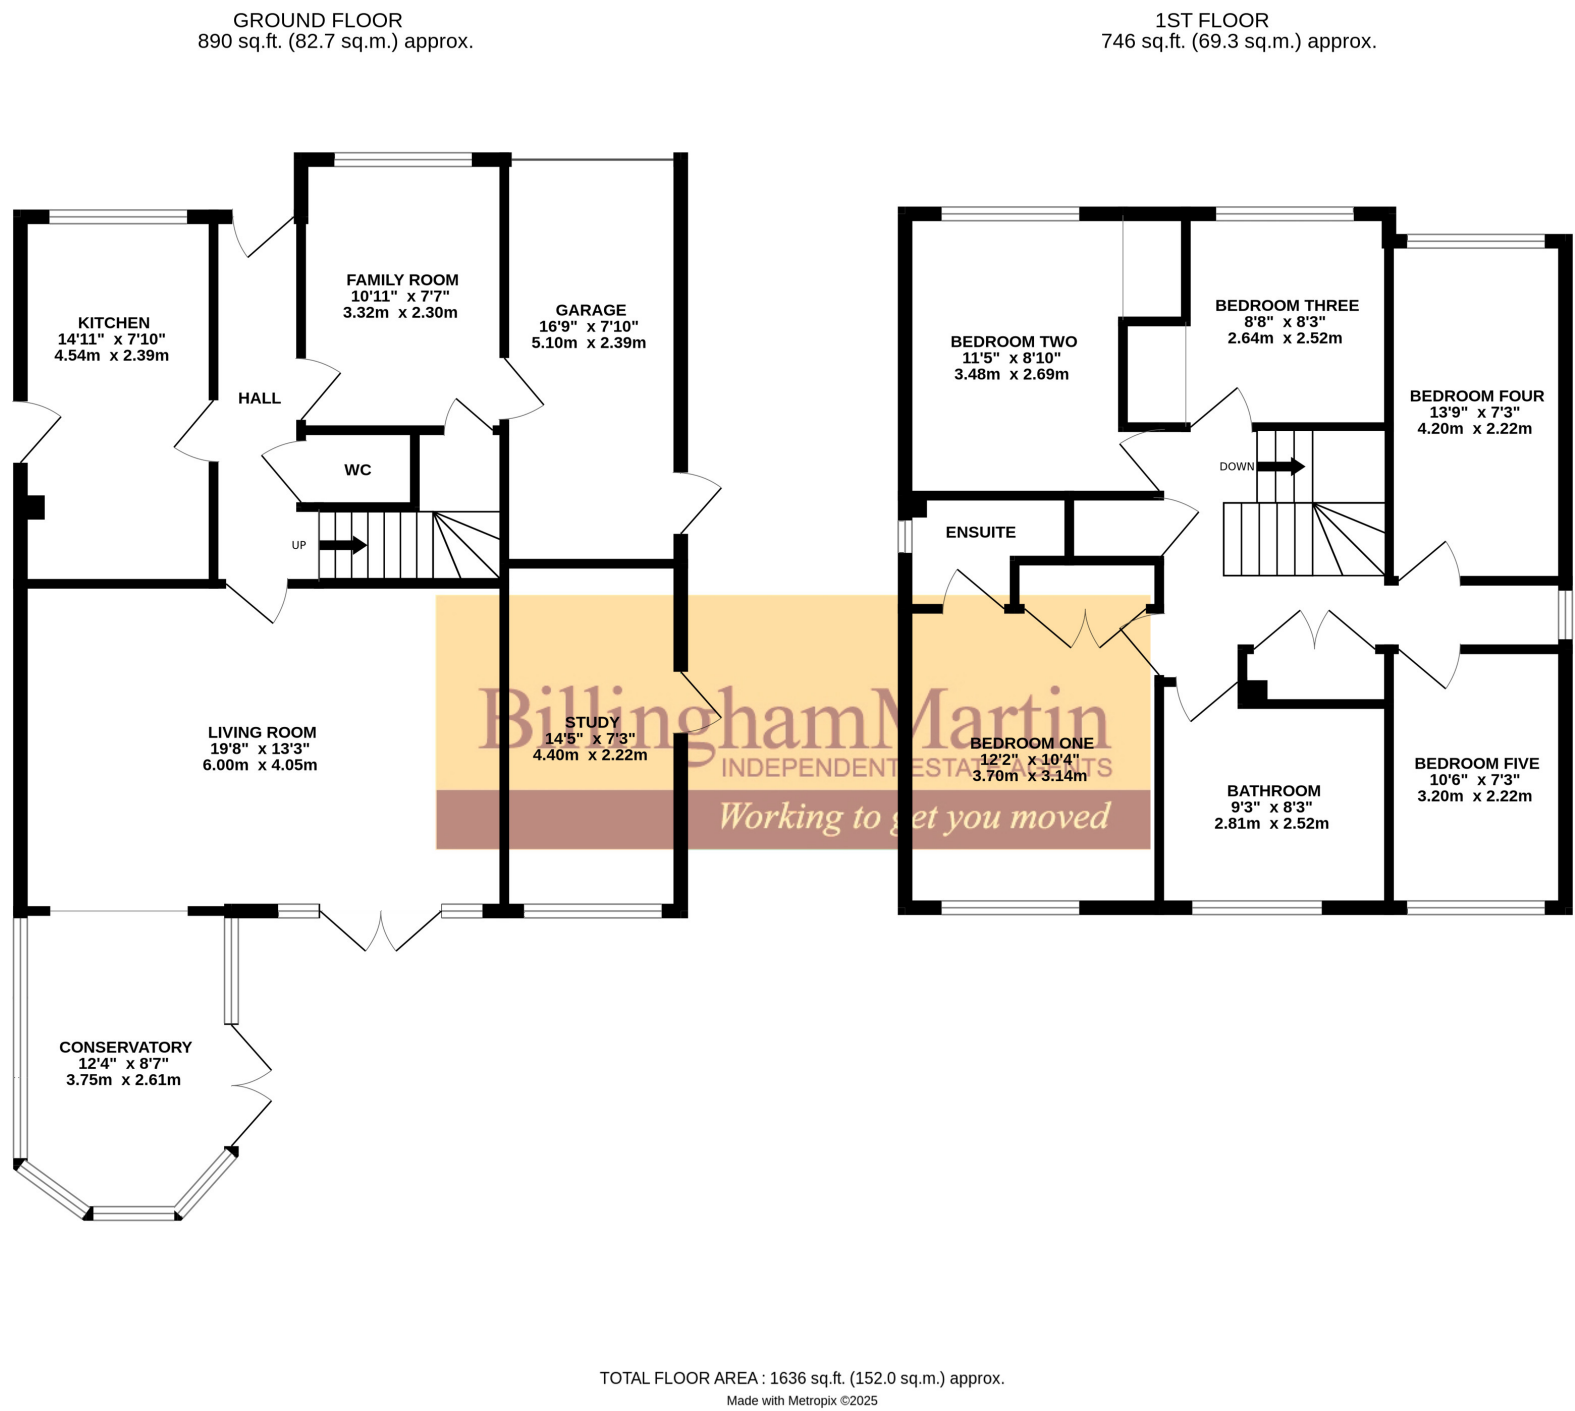 GROUND FLOOR
890 sq.ft. (82.7 sq.m.) approx.
1ST FLOOR
746 sq.ft. (69.3 sq.m.) approx.
KITCHEN
14'11" x 7'10"
4.54m x 2.39m
HALL
FAMILY ROOM
10'11" x 7'7"
3.32m x 2.30m
GARAGE
16'9" x 7'10"
5.10m x 2.39m
WC
UP
LIVING ROOM
19'8" x 13'3"
6.00m x 4.05m
STUDY
14'5" x 7'3"
4.40m x 2.22m
CONSERVATORY
12'4" x 8'7"
3.75m x 2.61m
BEDROOM TWO
11'5" x 8'10"
3.48m x 2.69m
BEDROOM THREE
8'8" x 8'3"
2.64m x 2.52m
BEDROOM FOUR
13'9" x 7'3"
4.20m x 2.22m
DOWN
ENSUITE
BEDROOM ONE
12'2" x 10'4"
3.70m x 3.14m
BATHROOM
9'3" x 8'3"
2.81m x 2.52m
BEDROOM FIVE
10'6" x 7'3"
3.20m x 2.22m
BillinghamMartin
INDEPENDENT ESTATE AGENTS
Working to get you moved
TOTAL FLOOR AREA : 1636 sq.ft. (152.0 sq.m.) approx.
Made with Metropix ©2025